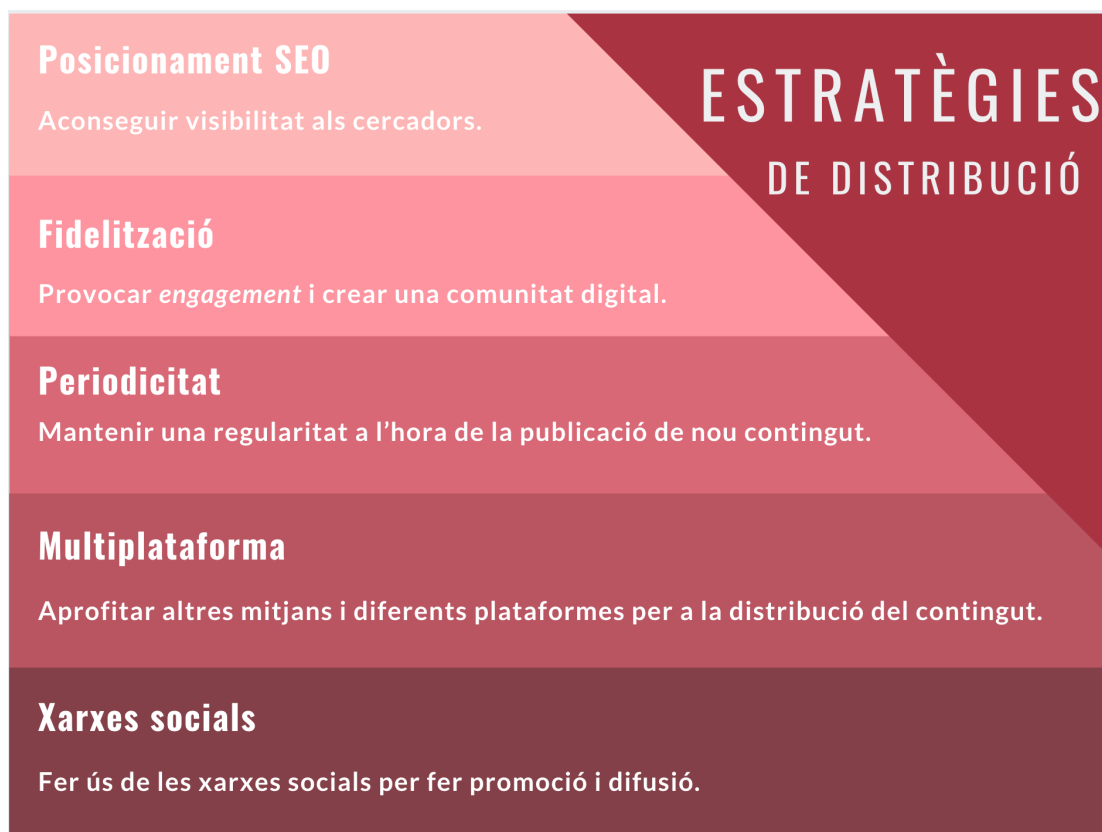 ESTRATÈGIES
DE DISTRIBUCIÓ
Posicionament SEO
Aconseguir visibilitat als cercadors.
Fidelització
Provocar engagement i crear una comunitat digital.
Periodicitat
Mantenir una regularitat a l’hora de la publicació de nou contingut.
Multiplataforma
Aprofitar altres mitjans i diferents plataformes per a la distribució del contingut.
Xarxes socials
Fer ús de les xarxes socials per fer promoció i difusió.